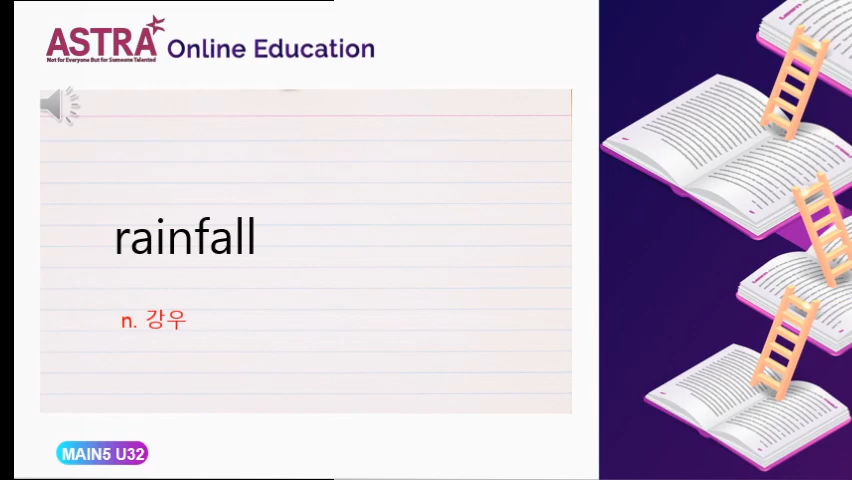 ASTRA
Not for Everyone But for Someone Talented
Online Education
rainfall
n. 강우
MAIN5 U32